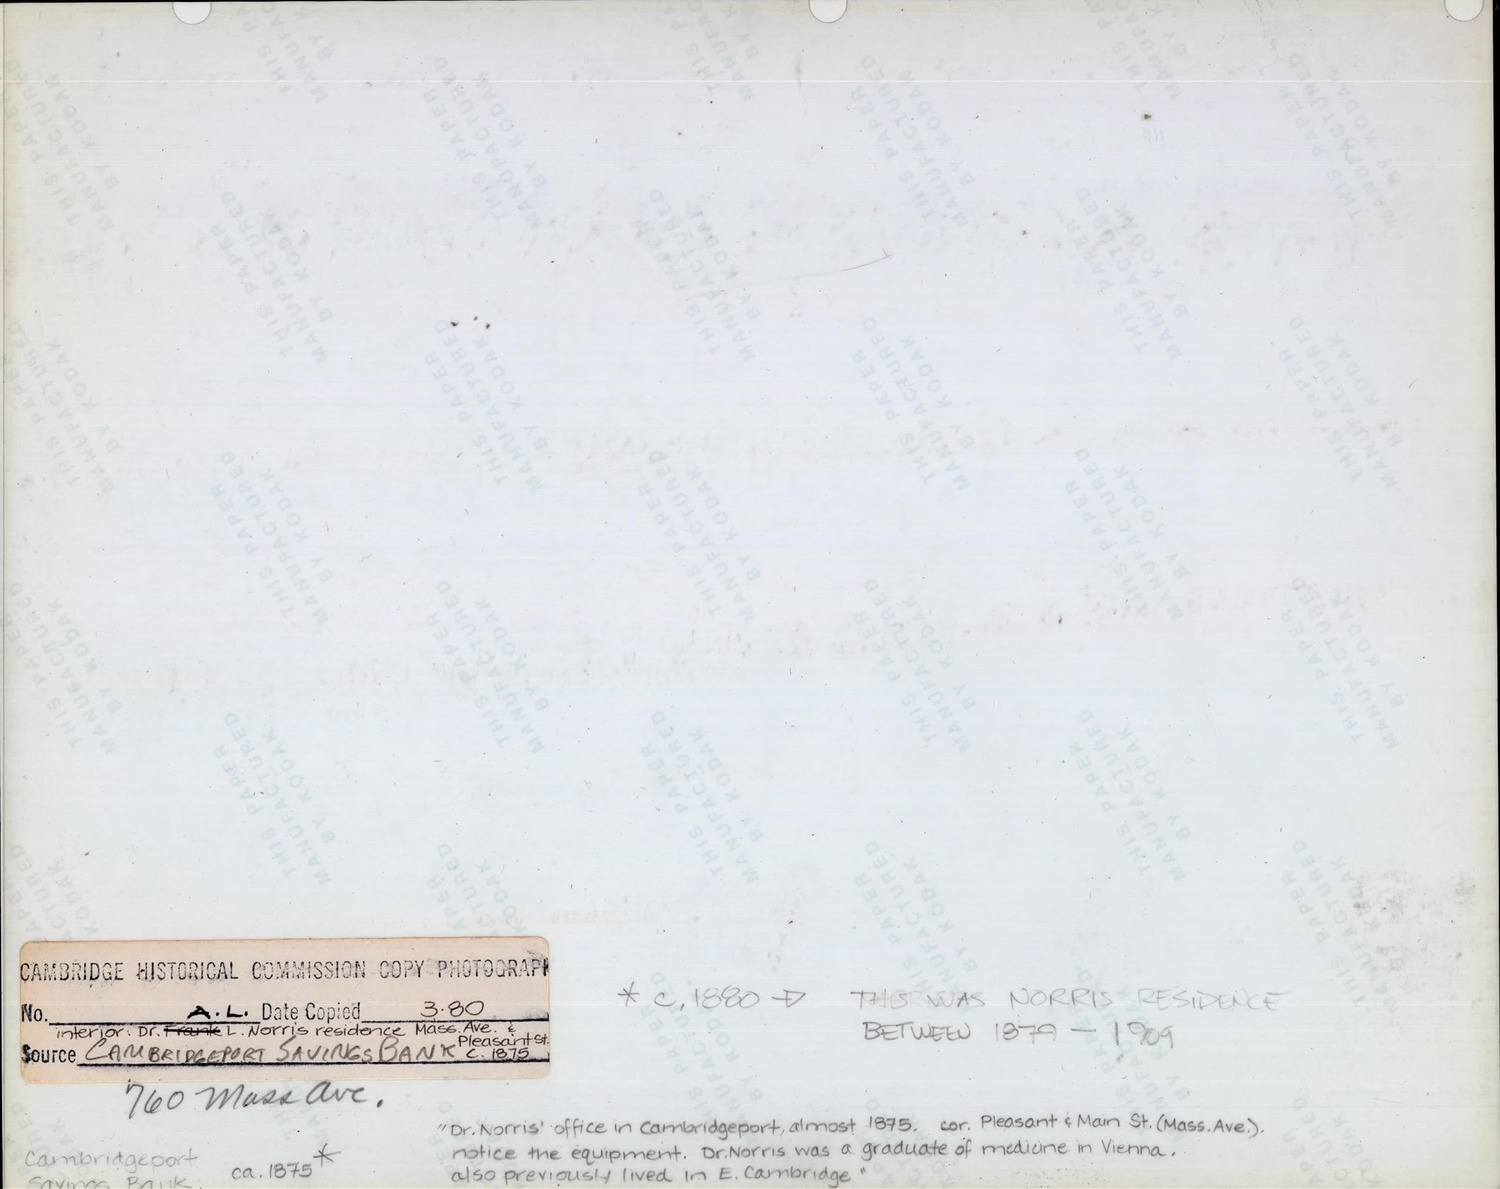 THIS PAPER
MANUFACTURED
BY KODAK
CAMBRIDGE HISTORICAL COMMISSION COPY PHOTOGRAPH
No. A.L. Date Copied 3·80
interior: Dr. Frank L. Norris residence Mass. Ave. & Pleasant St.
Source CAMBRIDGEPORT SAVINGS BANK c. 1875
760 Mass Ave.
* c. 1880 → THIS WAS NORRIS RESIDENCE
BETWEEN 1879 — 1909
"Dr. Norris' office in Cambridgeport, almost 1875. cor. Pleasant & Main St. (Mass. Ave.).
notice the equipment. Dr. Norris was a graduate of medicine in Vienna.
also previously lived in E. Cambridge"
Cambridgeport
Savings Bank.
ca. 1875*